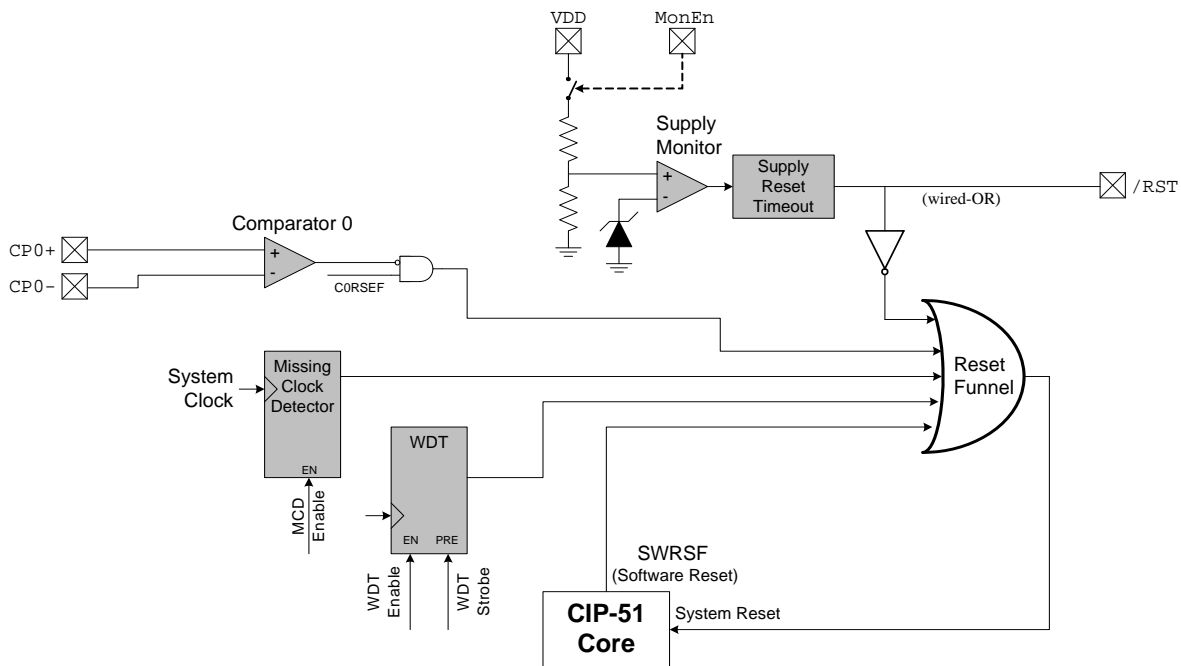 VDD
MonEn
Supply
Monitor
+
-
Supply
Reset
Timeout
(wired-OR)
/RST
Comparator 0
CP0+
CP0-
+
-
C0RSEF
System
Clock
Missing
Clock
Detector
EN
MCD
Enable
WDT
EN
PRE
WDT
Enable
WDT
Strobe
Reset
Funnel
SWRSF
(Software Reset)
CIP-51
Core
System Reset